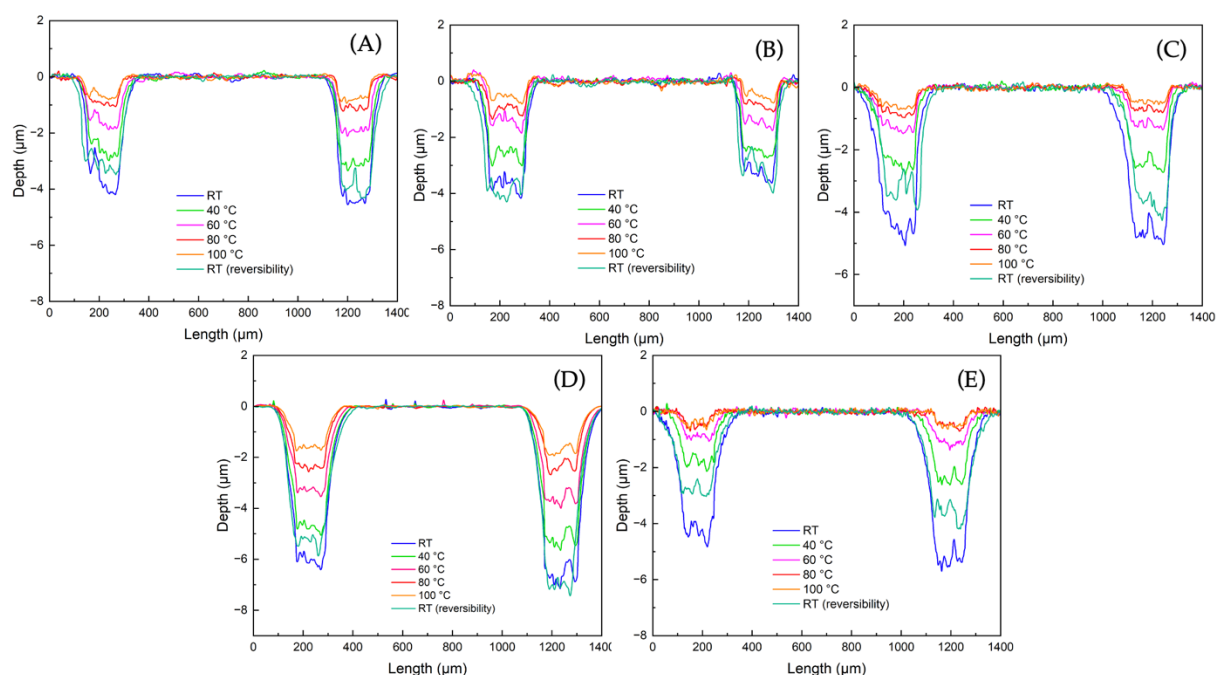 (A)
Depth (µm)
2
0
−2
−4
−6
−8
RT
40 °C
60 °C
80 °C
100 °C
RT (reversibility)
0 200 400 600 800 1000 1200 1400
Length (µm)
(B)
Depth (µm)
2
0
−2
−4
−6
−8
RT
40 °C
60 °C
80 °C
100 °C
RT (reversibility)
0 200 400 600 800 1000 1200 1400
Length (µm)
(C)
Depth (µm)
2
0
−2
−4
−6
RT
40 °C
60 °C
80 °C
100 °C
RT (reversibility)
0 200 400 600 800 1000 1200 1400
Length (µm)
(D)
Depth (µm)
2
0
−2
−4
−6
−8
RT
40 °C
60 °C
80 °C
100 °C
RT (reversibility)
0 200 400 600 800 1000 1200 1400
Length (µm)
(E)
Depth (µm)
2
0
−2
−4
−6
−8
RT
40 °C
60 °C
80 °C
100 °C
RT (reversibility)
0 200 400 600 800 1000 1200 1400
Length (µm)